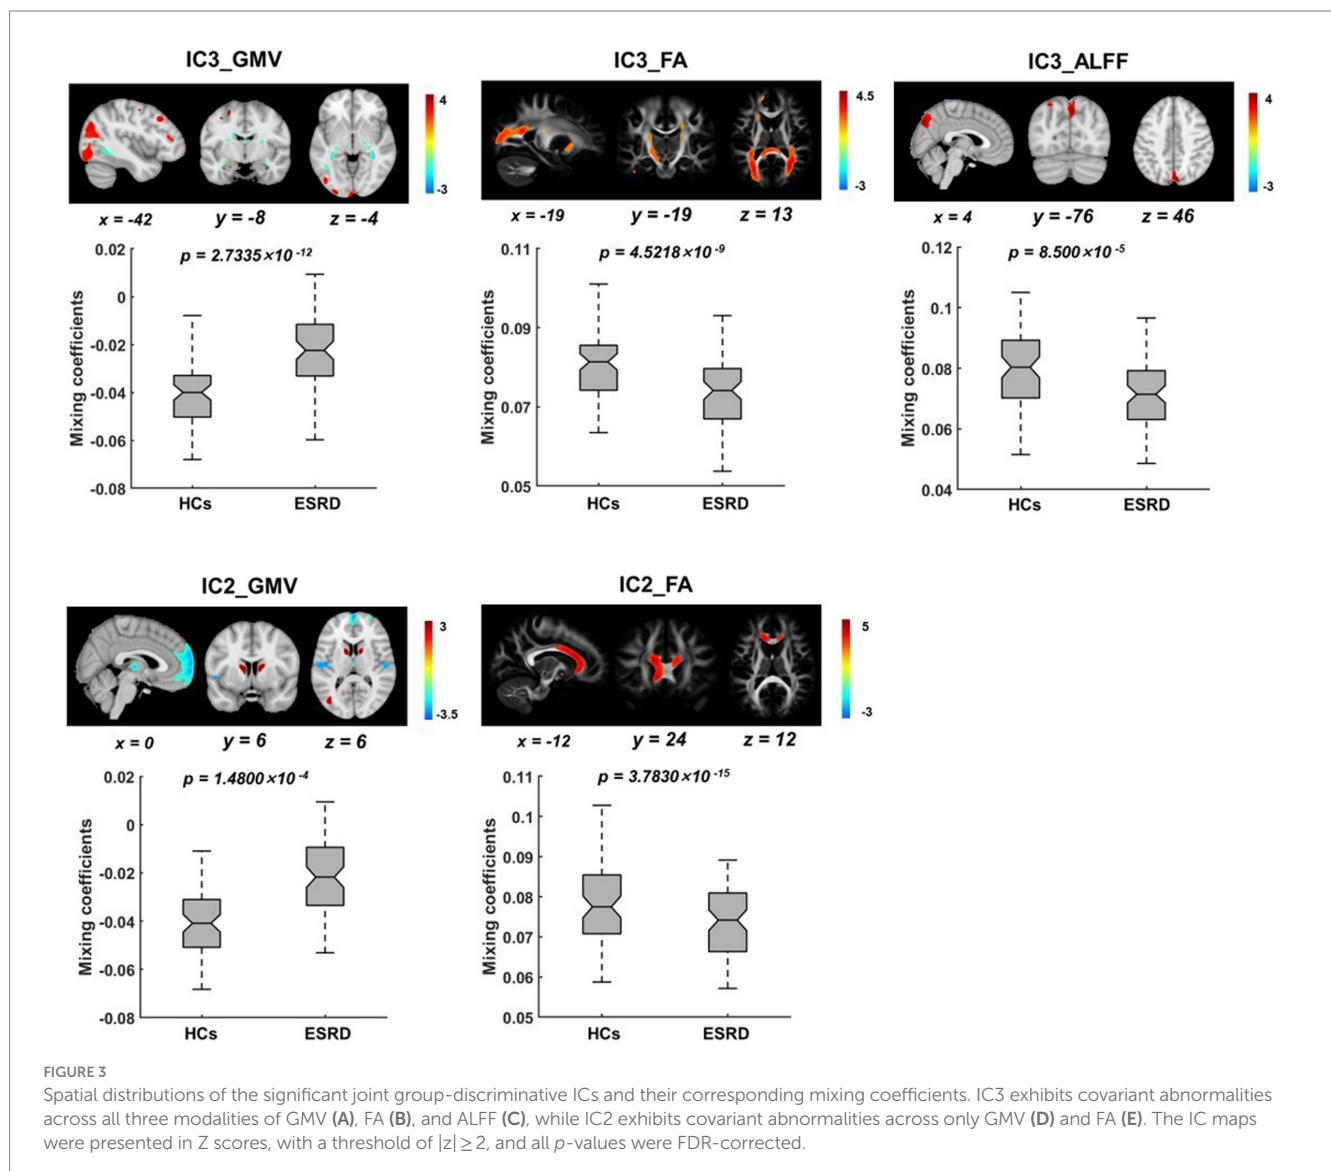 IC3_GMV
4
-3
x = -42 y = -8 z = -4
p = 2.7335×10 -12
Mixing coefficients
0.02
0
-0.02
-0.04
-0.06
-0.08
HCs ESRD
IC3_FA
4.5
-3
x = -19 y = -19 z = 13
p = 4.5218×10 -9
Mixing coefficients
0.11
0.09
0.07
0.05
HCs ESRD
IC3_ALFF
4
-3
x = 4 y = -76 z = 46
p = 8.500×10 -5
Mixing coefficients
0.12
0.1
0.08
0.06
0.04
HCs ESRD
IC2_GMV
3
-3.5
x = 0 y = 6 z = 6
p = 1.4800×10 -4
Mixing coefficients
0.02
0
-0.02
-0.04
-0.06
-0.08
HCs ESRD
IC2_FA
5
-3
x = -12 y = 24 z = 12
p = 3.7830×10 -15
Mixing coefficients
0.11
0.1
0.09
0.08
0.07
0.06
0.05
HCs ESRD
FIGURE 3
Spatial distributions of the significant joint group-discriminative ICs and their corresponding mixing coefficients. IC3 exhibits covariant abnormalities
across all three modalities of GMV (A), FA (B), and ALFF (C), while IC2 exhibits covariant abnormalities across only GMV (D) and FA (E). The IC maps
were presented in Z scores, with a threshold of |z| ≥ 2, and all p-values were FDR-corrected.